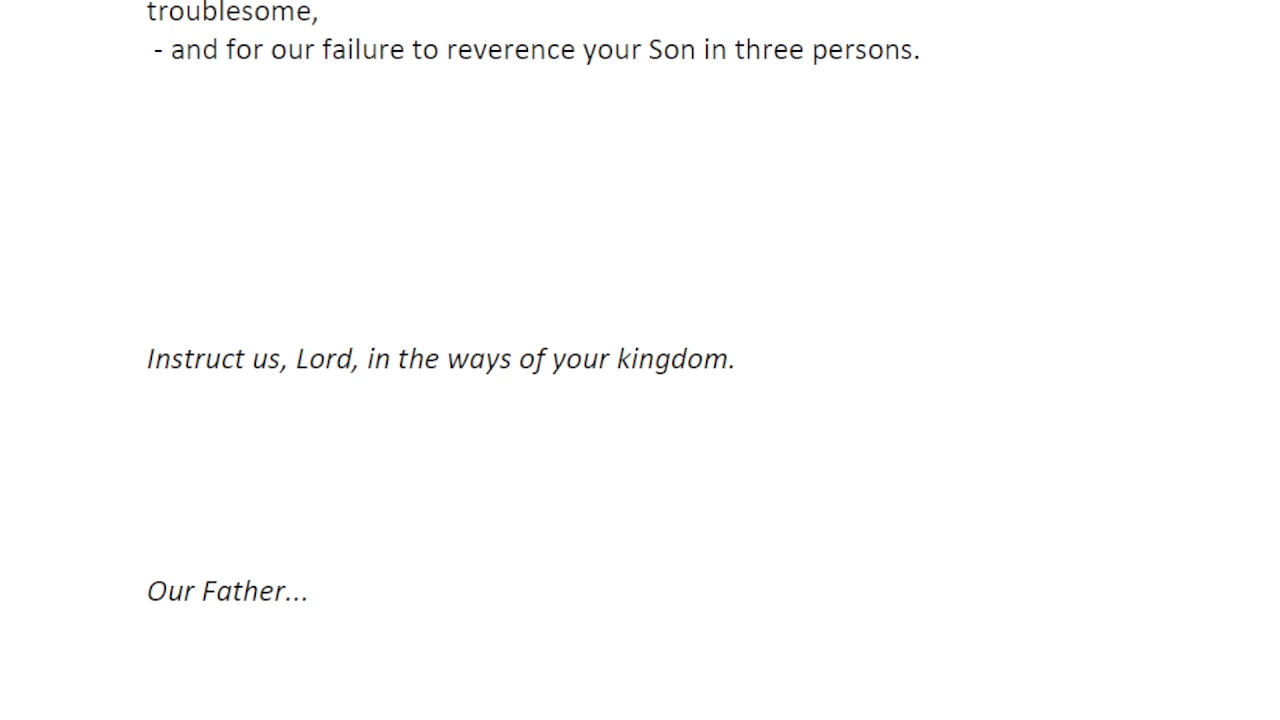 troublesome,
- and for our failure to reverence your Son in three persons.
Instruct us, Lord, in the ways of your kingdom.
Our Father...